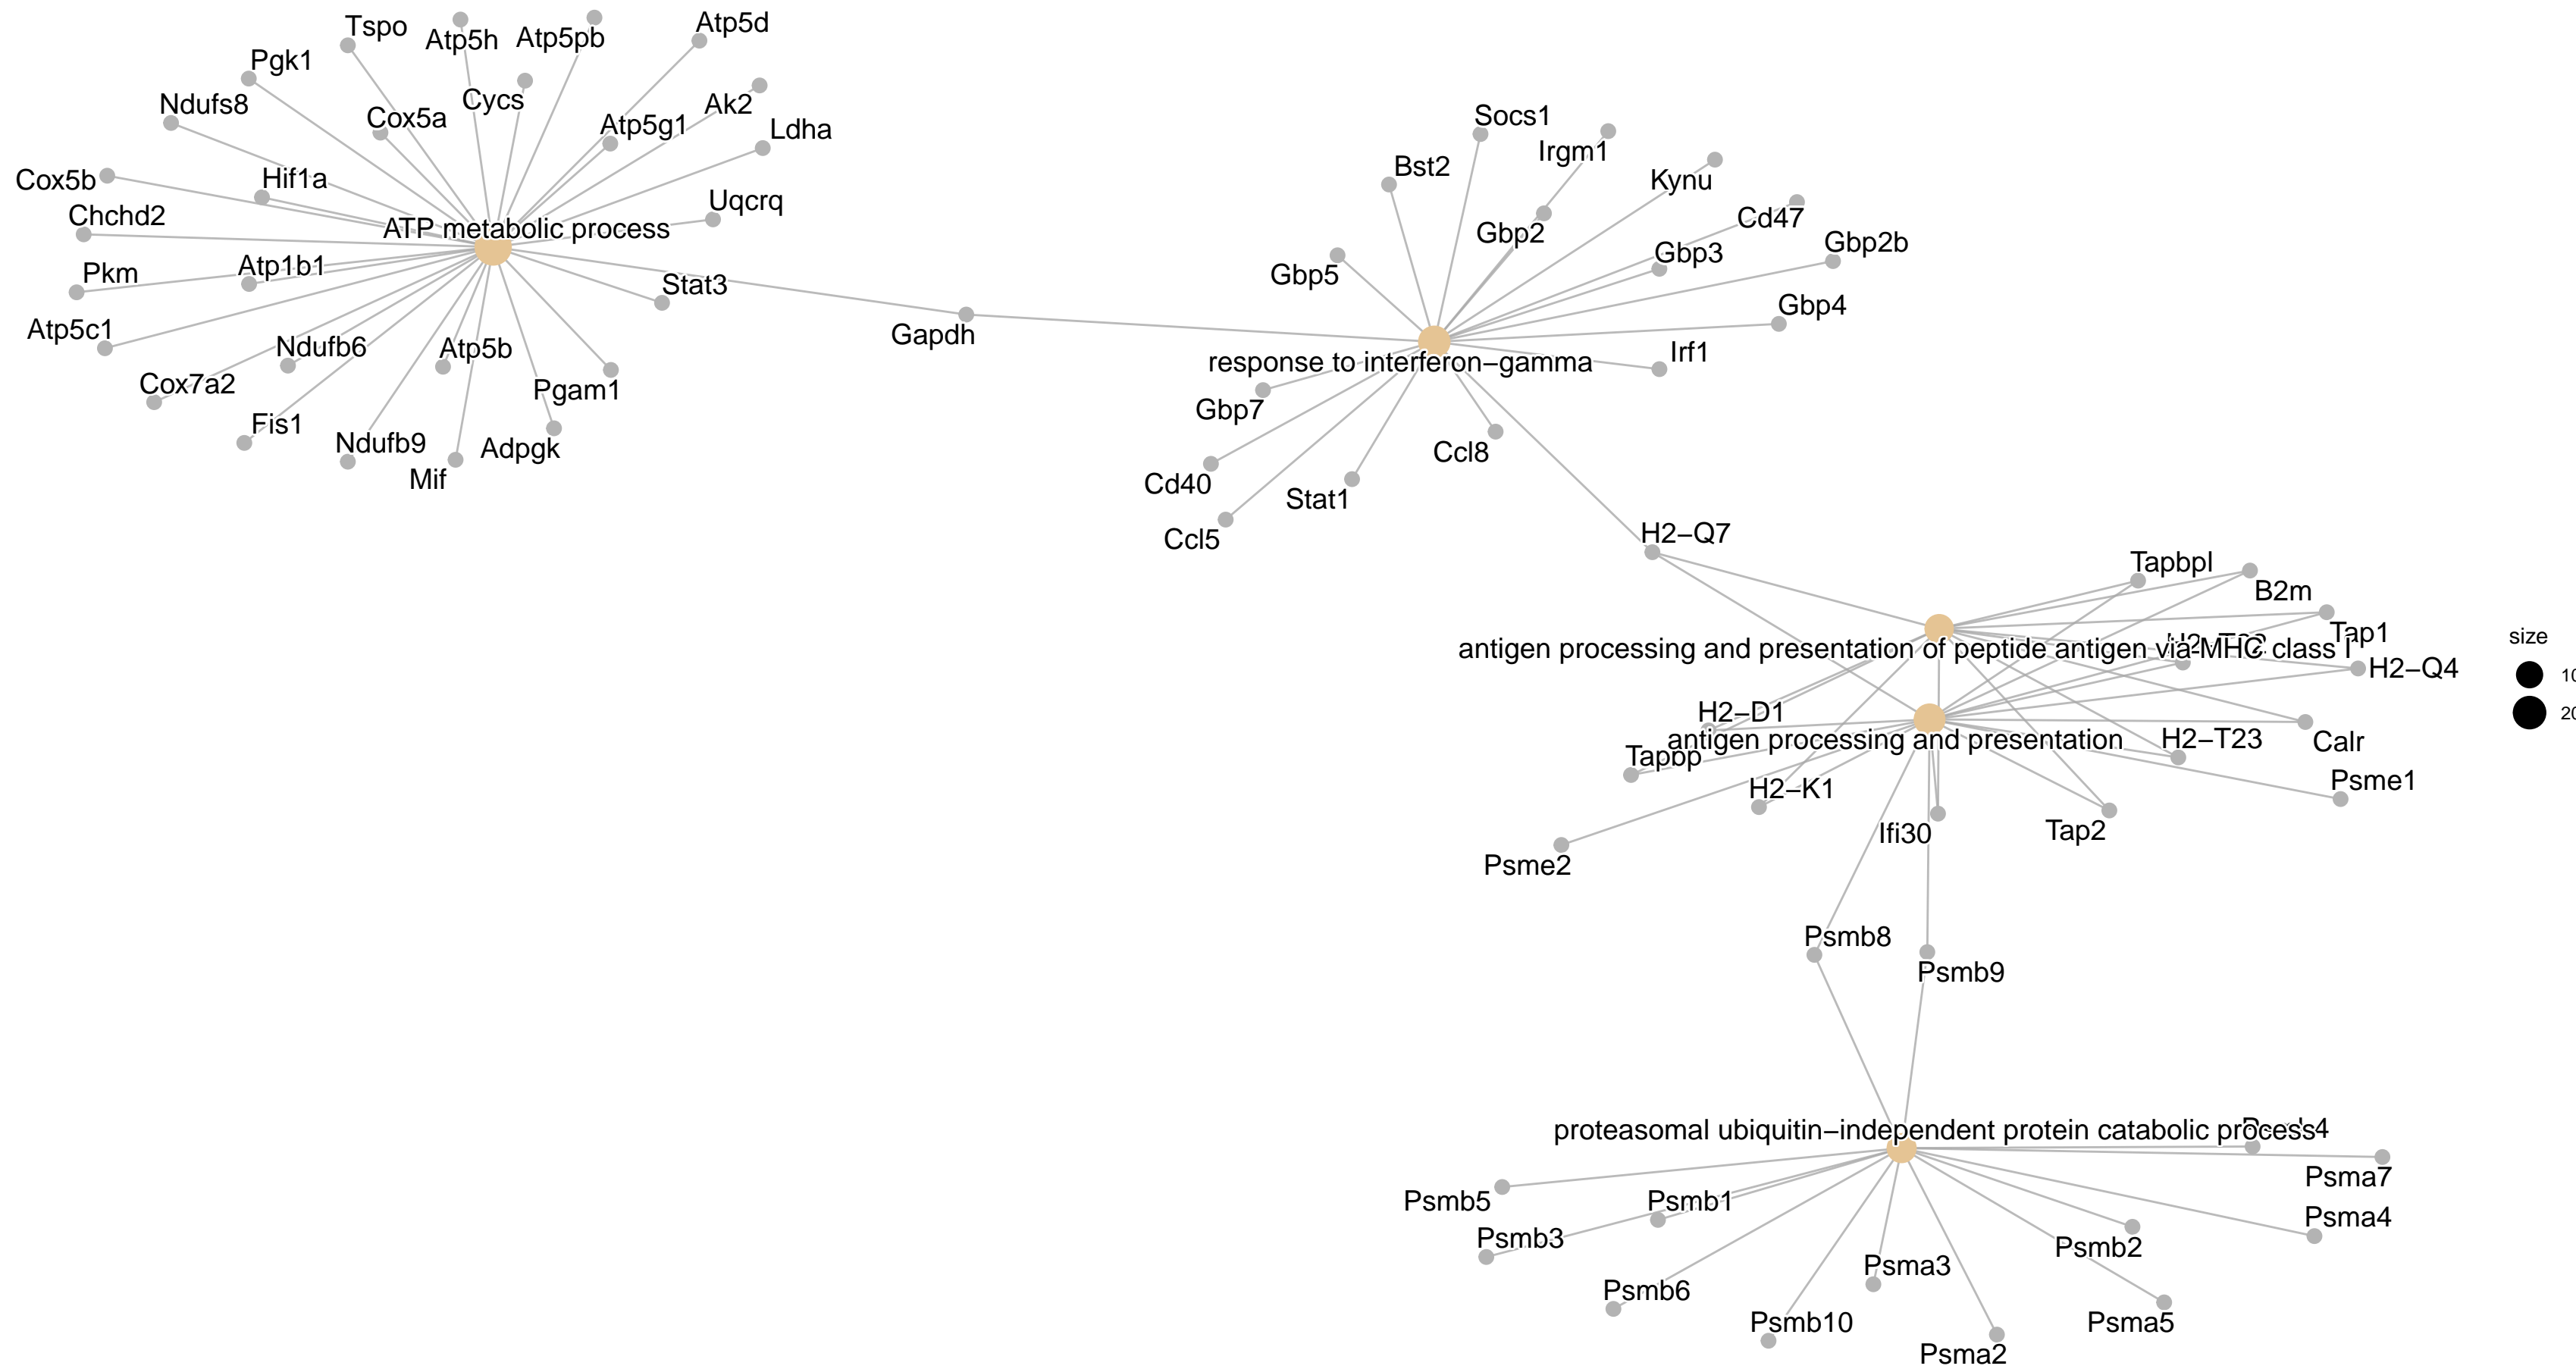 Tspo
Atp5h
Atp5pb
Atp5d
Pgk1
Ndufs8
Cycs
Ak2
Cox5a
Atp5g1
Ldha
Cox5b
Hif1a
Chchd2
Uqcrq
ATP metabolic process
Pkm
Atp1b1
Stat3
Atp5c1
Ndufb6
Atp5b
Cox7a2
Pgam1
Fis1
Ndufb9
Adpgk
Mif
Gapdh
Socs1
Irgm1
Bst2
Kynu
Cd47
Gbp2
Gbp3
Gbp2b
Gbp5
Gbp4
Irf1
response to interferon−gamma
Gbp7
Ccl8
Cd40
Stat1
Ccl5
H2−Q7
Tapbpl
B2m
Tap1
antigen processing and presentation of peptide antigen via MHC class I
H2−Q4
H2−D1
antigen processing and presentation
H2−T23
Calr
Tapbp
H2−K1
Psme1
Ifi30
Tap2
Psme2
Psmb8
Psmb9
proteasomal ubiquitin−independent protein catabolic process
Psma7
Psmb5
Psmb1
Psma4
Psmb3
Psmb2
Psma3
Psmb6
Psmb10
Psma5
Psma2
size